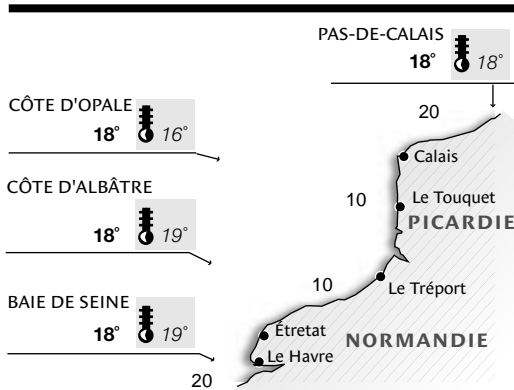 PAS-DE-CALAIS
18° 18°
20
CÔTE D'OPALE
18° 16°
Calais
CÔTE D'ALBÂTRE
10
Le Touquet
PICARDIE
18° 19°
10
Le Tréport
BAIE DE SEINE
18° 19°
Étretat
NORMANDIE
Le Havre
20